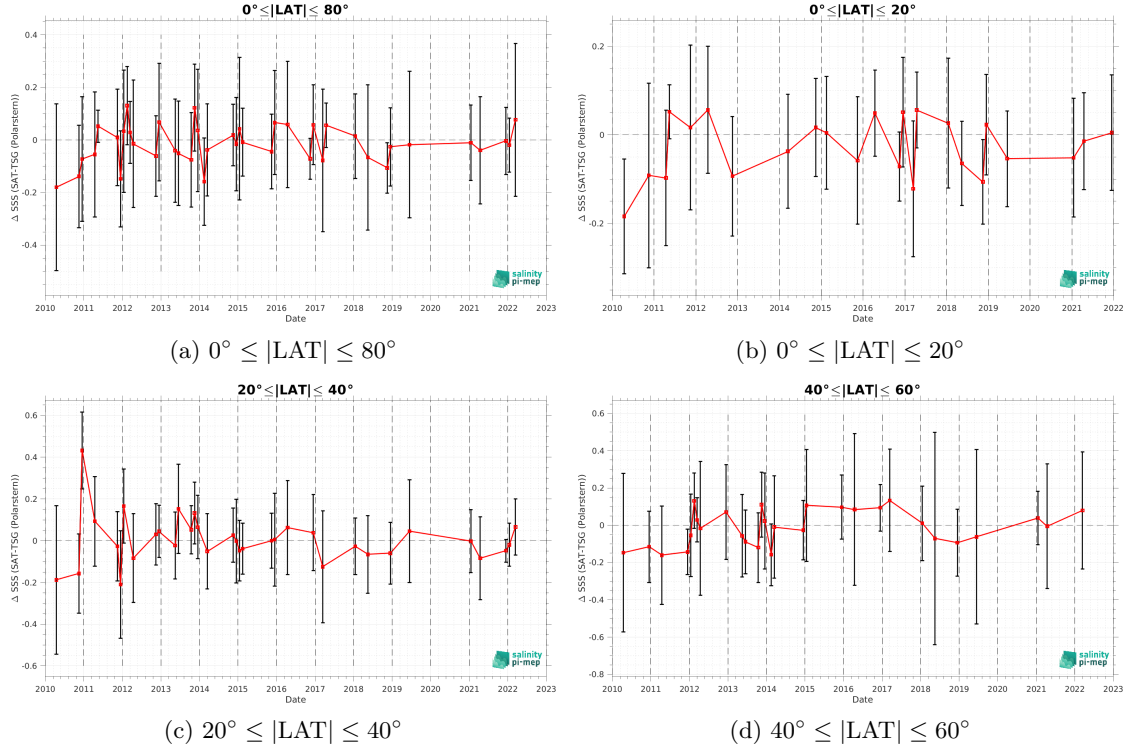 0°≤|LAT|≤ 80°
Δ SSS (SAT-TSG (Polarstern))
0.4
0.2
0
-0.2
-0.4
salinity
pi-mep
2010 2011 2012 2013 2014 2015 2016 2017 2018 2019 2020 2021 2022 2023
Date
(a) 0° ≤ |LAT| ≤ 80°
0°≤|LAT|≤ 20°
Δ SSS (SAT-TSG (Polarstern))
0.2
0
-0.2
salinity
pi-mep
2010 2011 2012 2013 2014 2015 2016 2017 2018 2019 2020 2021 2022
Date
(b) 0° ≤ |LAT| ≤ 20°
20°≤|LAT|≤ 40°
Δ SSS (SAT-TSG (Polarstern))
0.6
0.4
0.2
0
-0.2
-0.4
-0.6
salinity
pi-mep
2010 2011 2012 2013 2014 2015 2016 2017 2018 2019 2020 2021 2022 2023
Date
(c) 20° ≤ |LAT| ≤ 40°
40°≤|LAT|≤ 60°
Δ SSS (SAT-TSG (Polarstern))
0.6
0.4
0.2
0
-0.2
-0.4
-0.6
-0.8
salinity
pi-mep
2010 2011 2012 2013 2014 2015 2016 2017 2018 2019 2020 2021 2022 2023
Date
(d) 40° ≤ |LAT| ≤ 60°